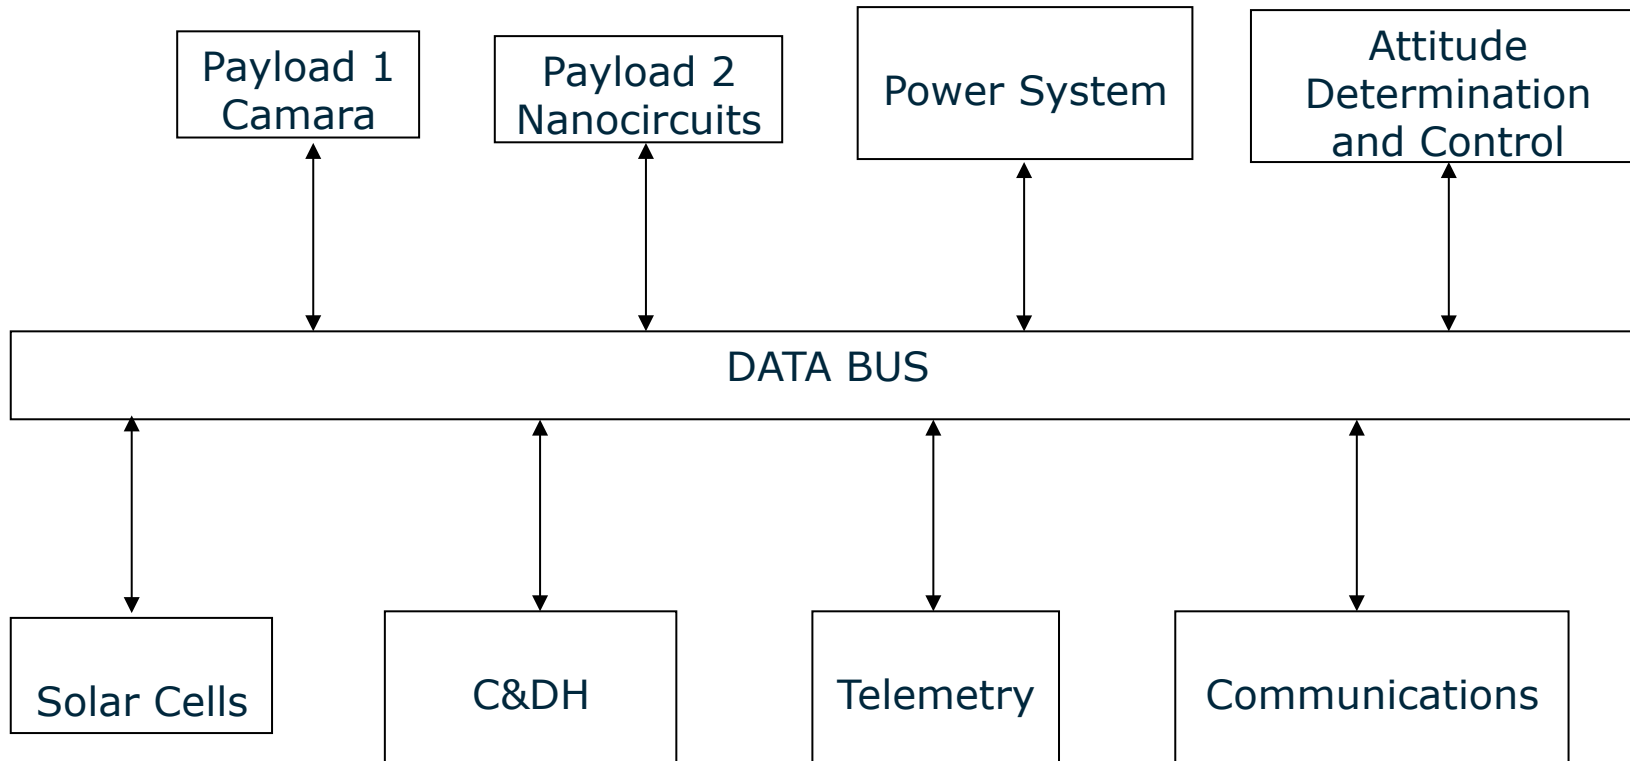 Payload 1
Camara
Payload 2
Nanocircuits
Power System
Attitude
Determination
and Control
DATA BUS
Solar Cells
C&DH
Telemetry
Communications